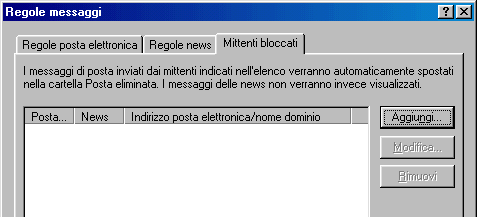 Regole messaggi
Regole posta elettronica Regole news Mittenti bloccati
I messaggi di posta inviati dai mittenti indicati nell'elenco verranno automaticamente spostati
nella cartella Posta eliminata. I messaggi delle news non verranno invece visualizzati.
Posta... News Indirizzo posta elettronica/nome dominio
Aggiungi...
Modifica...
Rimuovi